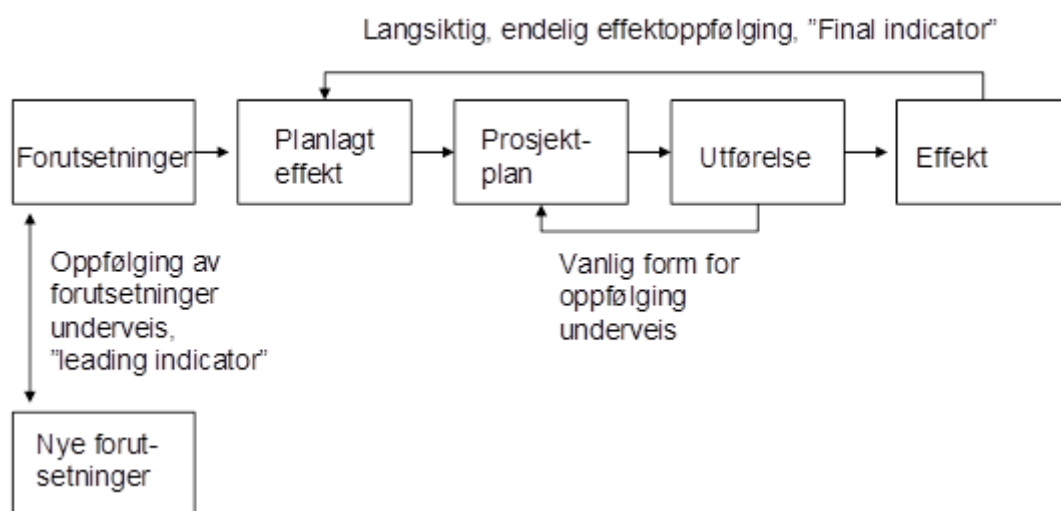 Langsiktig, endelig effektoppfølging, ”Final indicator”
Forutsetninger
Planlagt
effekt
Prosjekt-
plan
Utførelse
Effekt
Oppfølging av
forutsetninger
underveis,
”leading indicator”
Vanlig form for
oppfølging
underveis
Nye forut-
setninger